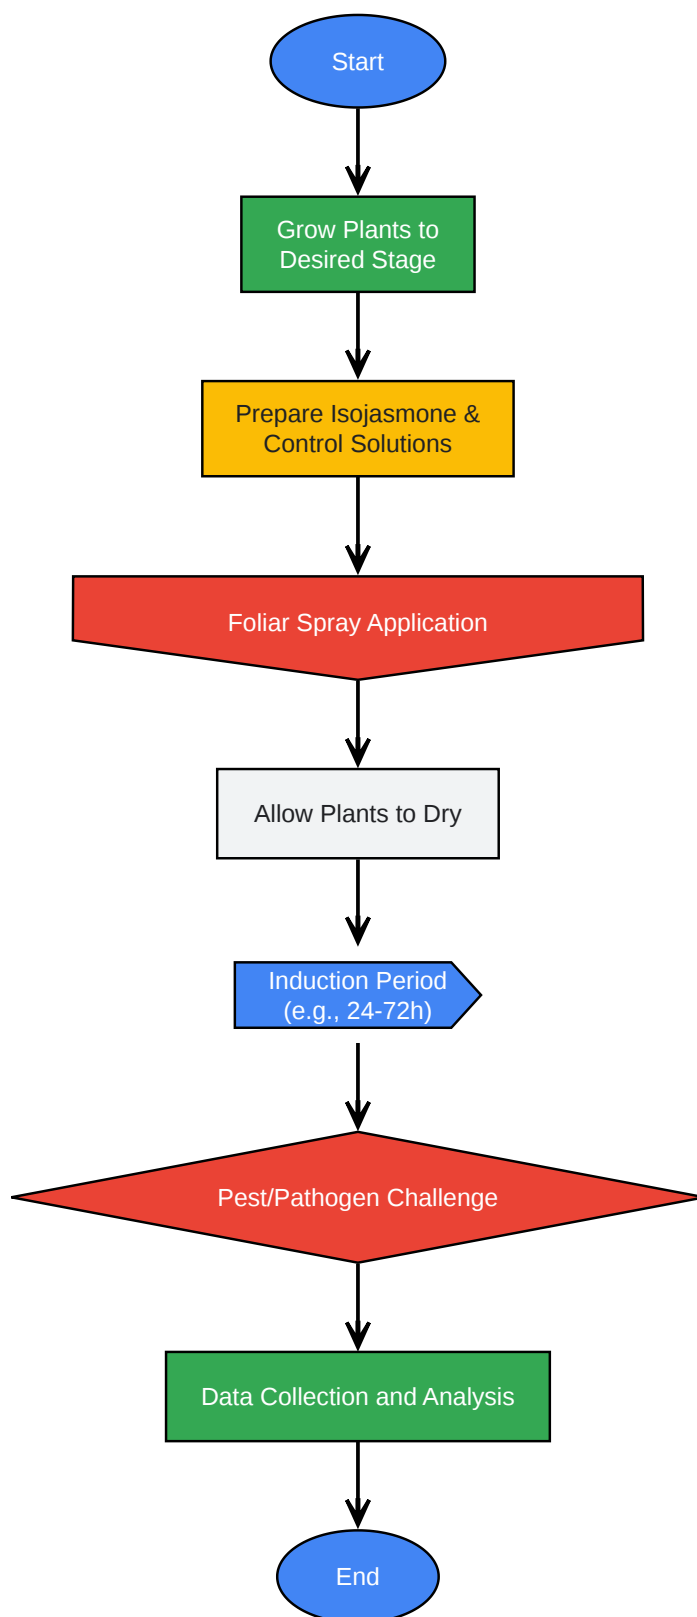 Start
Grow Plants to
Desired Stage
Prepare Isojasmone &
Control Solutions
Foliar Spray Application
Allow Plants to Dry
Induction Period
(e.g., 24-72h)
Pest/Pathogen Challenge
Data Collection and Analysis
End